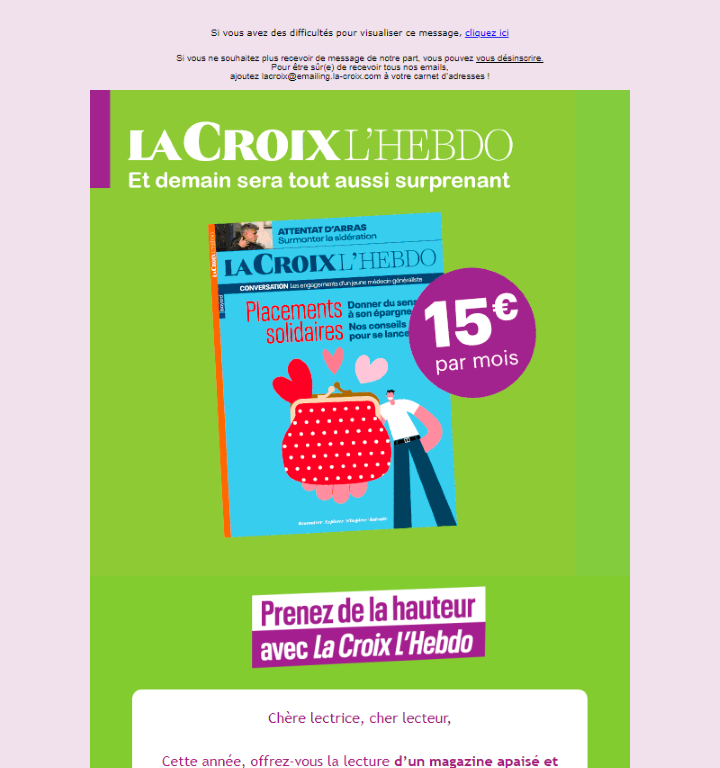 Si vous avez des difficultés pour visualiser ce message, cliquez ici
Si vous ne souhaitez plus recevoir de message de notre part, vous pouvez vous désinscrire.
Pour être sûr(e) de recevoir tous nos emails,
ajoutez lacroix@emailing.la-croix.com à votre carnet d'adresses !
LA CROIX L'HEBDO
Et demain sera tout aussi surprenant
ATTENTAT D'ARRAS
Surmonter la sidération
LA CROIX L'HEBDO
CONVERSATION Les engagements d'un jeune médecin généraliste
Placements
solidaires
Donner du sens
à son épargne
Nos conseils
pour se lance
15€
par mois
Prenez de la hauteur
avec La Croix L'Hebdo
Chère lectrice, cher lecteur,
Cette année, offrez-vous la lecture d'un magazine apaisé et